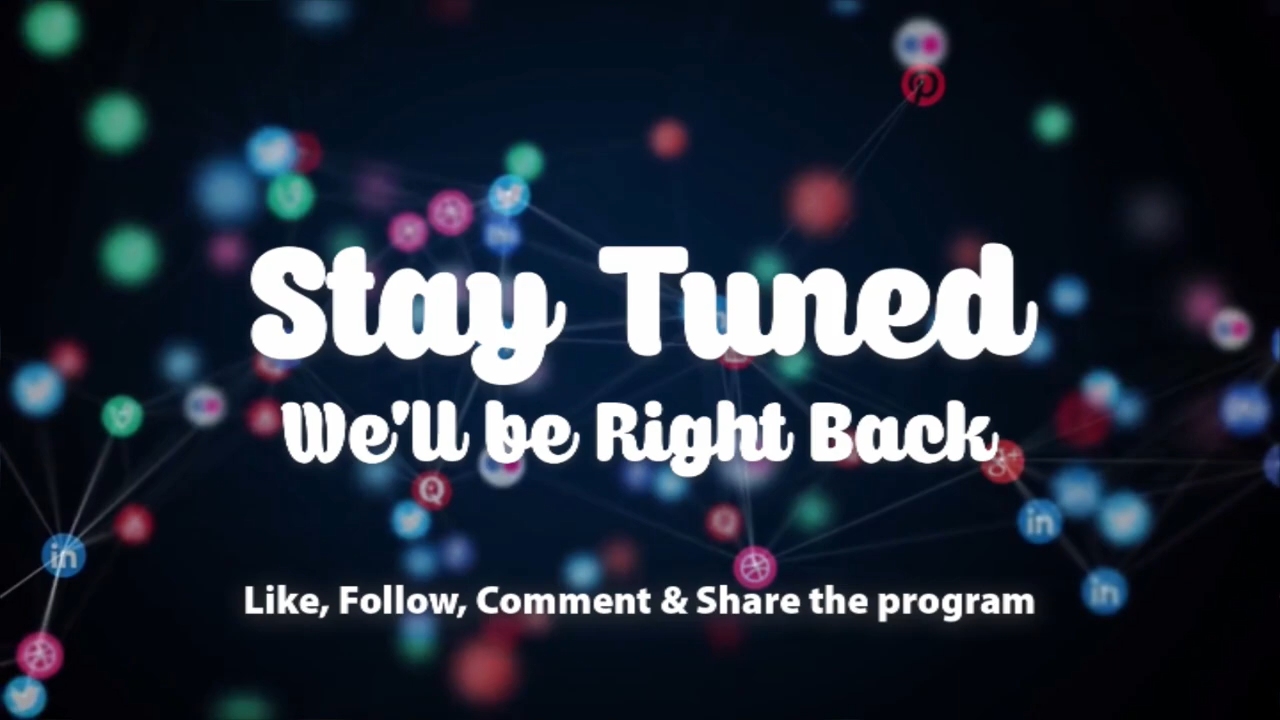 Stay Tuned
We'll be Right Back
Like, Follow, Comment & Share the program